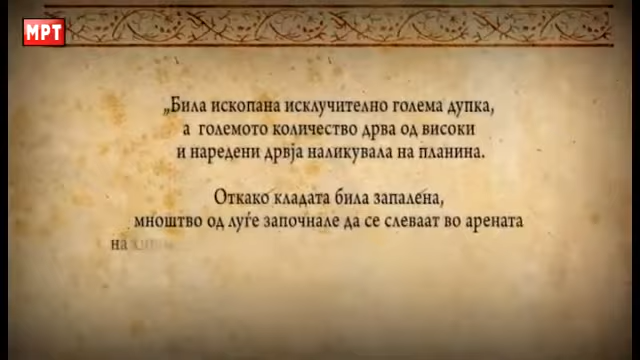 МРТ
„Била ископана исклучително голема дупка,
а големото количество дрва од високи
и наредени дрвја наликувала на планина.
Откако кладата била запалена,
мноштво од луѓе започнале да се слеваат во арената
на